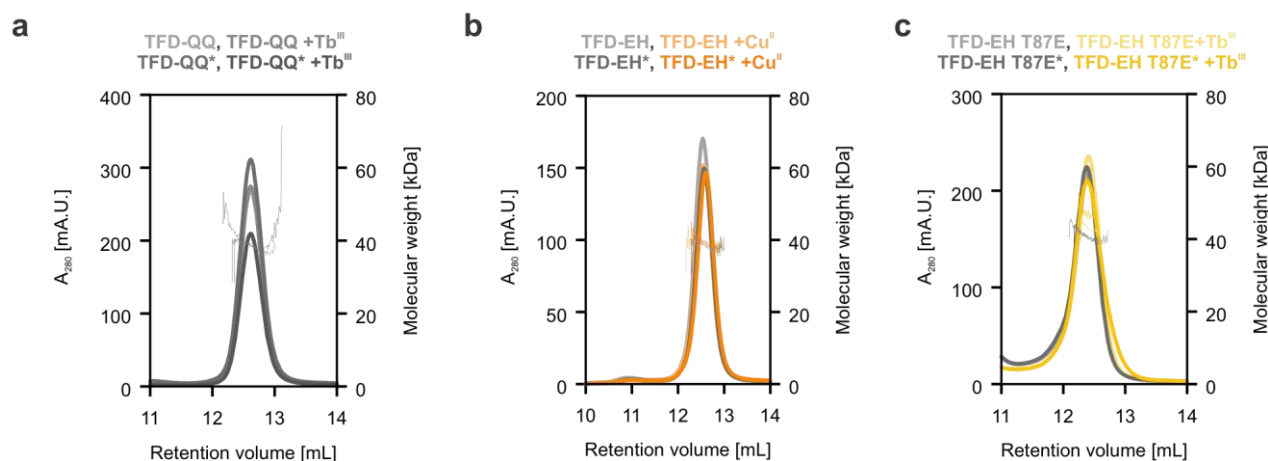 a
TFD-QQ, TFD-QQ +Tb^III
TFD-QQ*, TFD-QQ* +Tb^III
400
300
200
100
0
A280 [mA.U.]
80
60
40
20
0
Molecular weight [kDa]
11 12 13 14
Retention volume [mL]
b
TFD-EH, TFD-EH +Cu^II
TFD-EH*, TFD-EH* +Cu^II
200
150
100
50
0
A280 [mA.U.]
80
60
40
20
0
Molecular weight [kDa]
10 11 12 13 14
Retention volume [mL]
c
TFD-EH T87E, TFD-EH T87E+Tb^III
TFD-EH T87E*, TFD-EH T87E* +Tb^III
300
200
100
0
A280 [mA.U.]
80
60
40
20
0
Molecular weight [kDa]
11 12 13 14
Retention volume [mL]